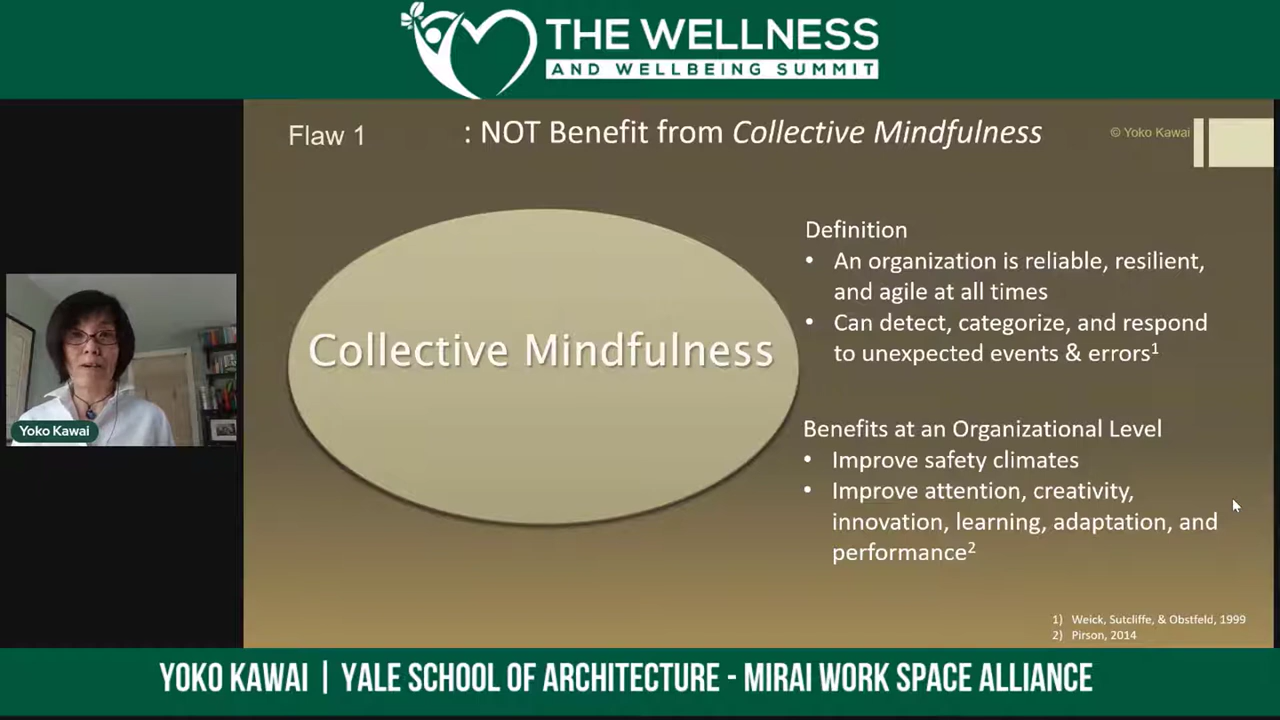 THE WELLNESS
AND WELLBEING SUMMIT
Flaw 1 : NOT Benefit from Collective Mindfulness
© Yoko Kawai
Collective Mindfulness
Definition
• An organization is reliable, resilient,
and agile at all times
• Can detect, categorize, and respond
to unexpected events & errors¹
Benefits at an Organizational Level
• Improve safety climates
• Improve attention, creativity,
innovation, learning, adaptation, and
performance²
1) Weick, Sutcliffe, & Obstfeld, 1999
2) Pirson, 2014
Yoko Kawai
YOKO KAWAI | YALE SCHOOL OF ARCHITECTURE - MIRAI WORK SPACE ALLIANCE